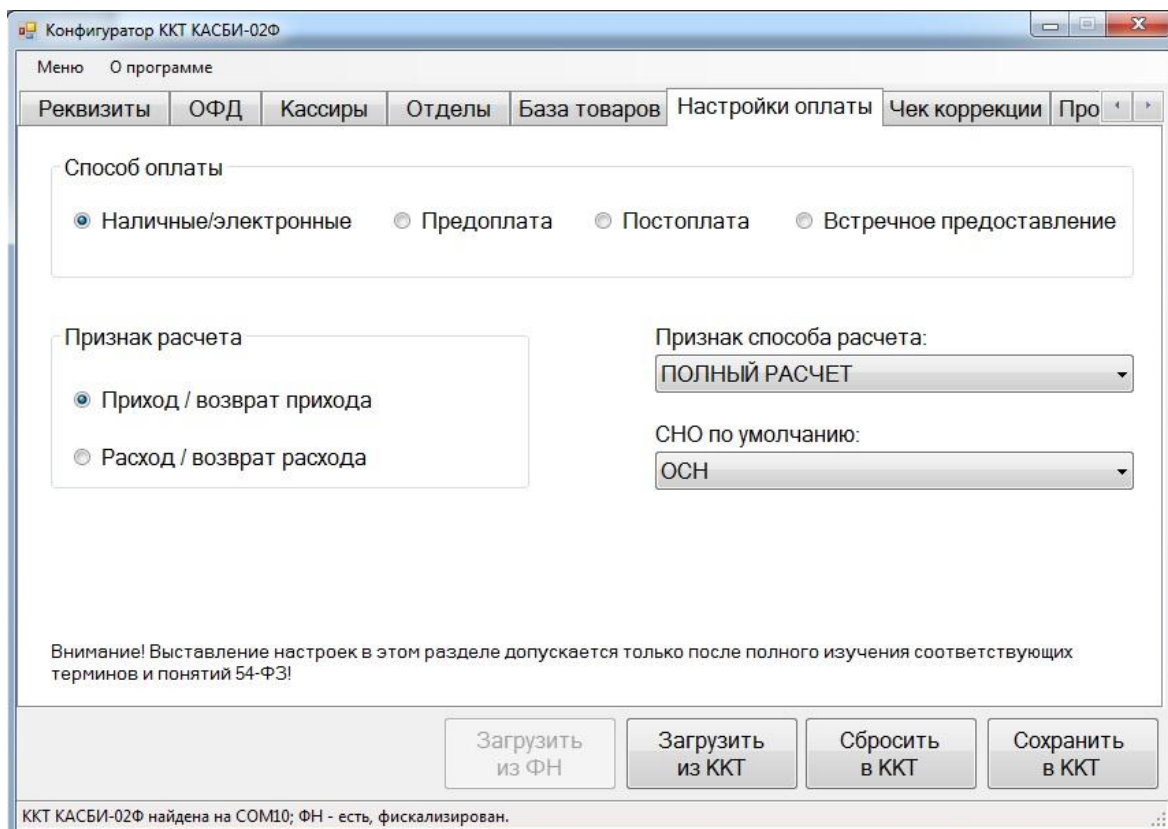 Конфигуратор ККТ КАСБИ-02Ф
Меню О программе
Реквизиты ОФД Кассиры Отделы База товаров Настройки оплаты Чек коррекции Про
Способ оплаты
Наличные/электронные Предоплата Постоплата Встречное предоставление
Признак расчета
Признак способа расчета:
ПОЛНЫЙ РАСЧЕТ
Приход / возврат прихода
СНО по умолчанию:
Расход / возврат расхода
ОСН
Внимание! Выставление настроек в этом разделе допускается только после полного изучения соответствующих
терминов и понятий 54-ФЗ!
Загрузить
из ФН
Загрузить
из ККТ
Сбросить
в ККТ
Сохранить
в ККТ
ККТ КАСБИ-02Ф найдена на COM10; ФН - есть, фискализирован.